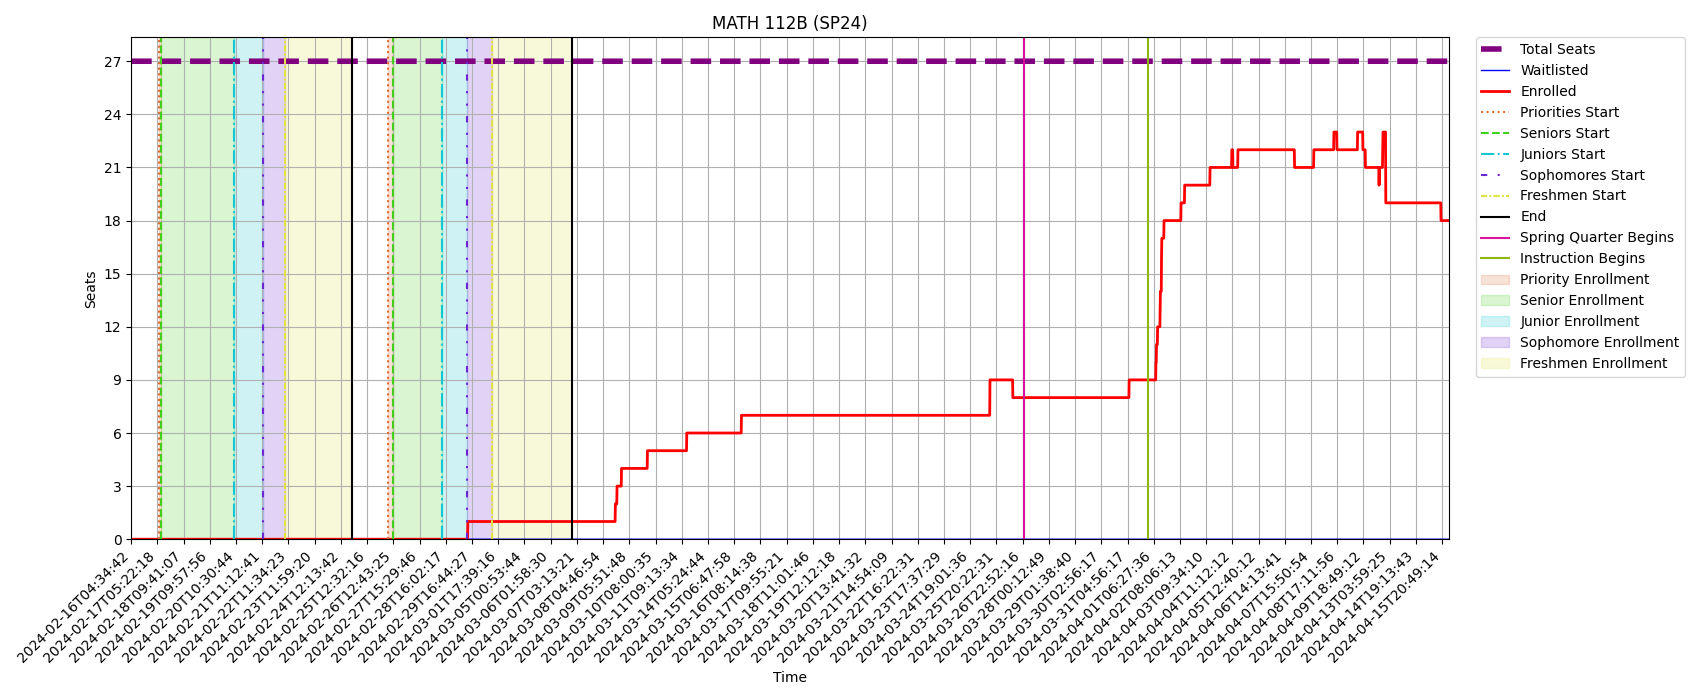 MATH 112B (SP24)
27
24
21
18
15
12
9
6
3
0
Seats
2024-02-16T04:34:42
2024-02-17T05:22:18
2024-02-18T09:41:07
2024-02-19T09:57:56
2024-02-20T10:30:44
2024-02-21T11:12:41
2024-02-22T11:34:23
2024-02-23T11:59:20
2024-02-24T12:13:42
2024-02-25T12:32:16
2024-02-26T12:43:25
2024-02-27T15:29:46
2024-02-28T16:02:17
2024-02-29T16:44:27
2024-03-01T17:39:16
2024-03-05T00:53:44
2024-03-06T01:58:30
2024-03-07T03:13:21
2024-03-08T04:46:54
2024-03-09T05:51:48
2024-03-10T08:00:35
2024-03-11T09:13:34
2024-03-14T05:24:44
2024-03-15T06:47:58
2024-03-16T08:14:38
2024-03-17T09:55:21
2024-03-18T11:01:46
2024-03-19T12:12:18
2024-03-20T13:41:32
2024-03-21T14:54:09
2024-03-22T16:22:31
2024-03-23T17:37:29
2024-03-24T19:01:36
2024-03-25T20:22:31
2024-03-26T22:52:16
2024-03-28T00:12:49
2024-03-29T01:38:40
2024-03-30T02:56:17
2024-03-31T04:56:17
2024-04-01T06:27:36
2024-04-02T08:06:13
2024-04-03T09:34:10
2024-04-04T11:12:12
2024-04-05T12:40:12
2024-04-06T14:13:41
2024-04-07T15:50:54
2024-04-08T17:11:56
2024-04-09T18:49:12
2024-04-13T03:59:25
2024-04-14T19:13:43
2024-04-15T20:49:14
Time
Total Seats
Waitlisted
Enrolled
Priorities Start
Seniors Start
Juniors Start
Sophomores Start
Freshmen Start
End
Spring Quarter Begins
Instruction Begins
Priority Enrollment
Senior Enrollment
Junior Enrollment
Sophomore Enrollment
Freshmen Enrollment